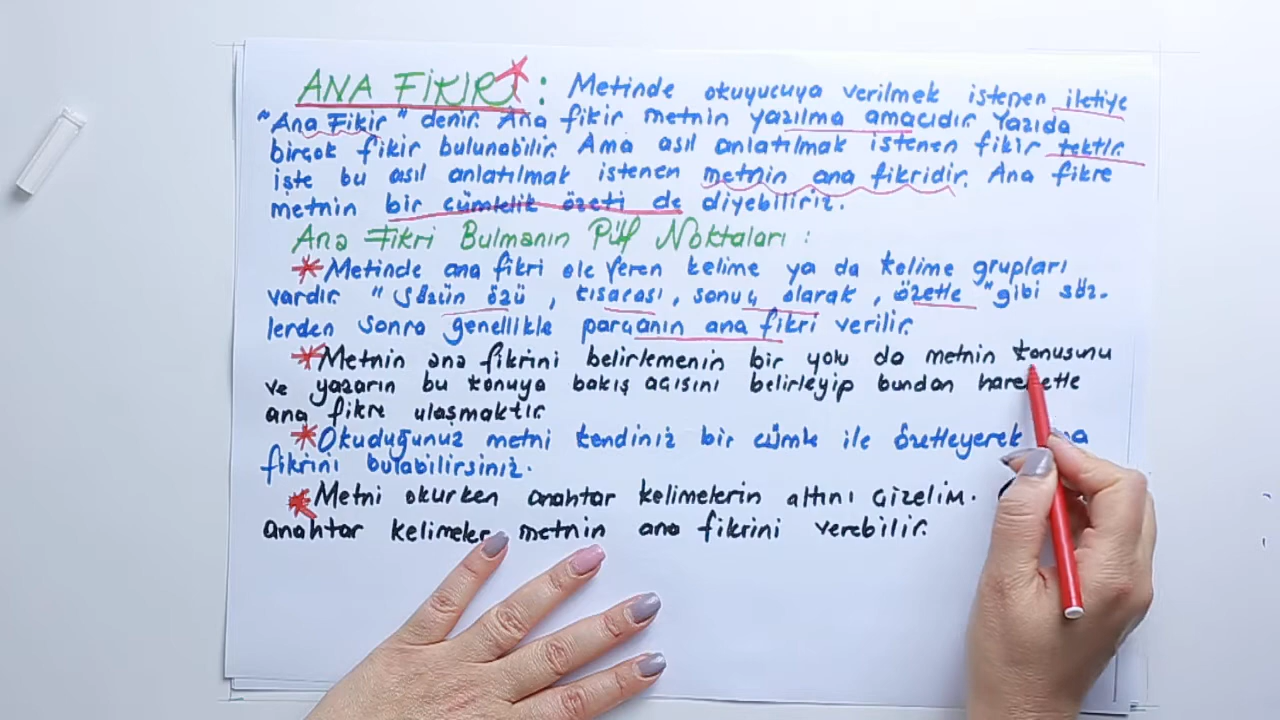 ANA FİKİR : Metinde okuyucuya verilmek istenen iletiye
"Ana Fikir" denir. Ana fikir metnin yazılma amacıdır. Yazıda
birçok fikir bulunabilir. Ama asıl anlatılmak istenen fikir tektir.
İşte bu asıl anlatılmak istenen metnin ana fikridir. Ana fikre
metnin bir cümlelik özeti de diyebiliriz.
Ana Fikri Bulmanın Püf Noktaları :
* Metinde ana fikri ele veren kelime ya da kelime grupları
vardır. "Sözün özü, kısacası, sonuç olarak, özetle" gibi söz-
lerden sonra genellikle parçanın ana fikri verilir.
* Metnin ana fikrini belirlemenin bir yolu da metnin konusunu
ve yazarın bu konuya bakış açısını belirleyip bundan hareketle
ana fikre ulaşmaktır.
* Okuduğunuz metni kendiniz bir cümle ile özetleyerek
fikrini bulabilirsiniz.
* Metni okurken anahtar kelimelerin altını çizelim.
anahtar kelimeler metnin ana fikrini verebilir.